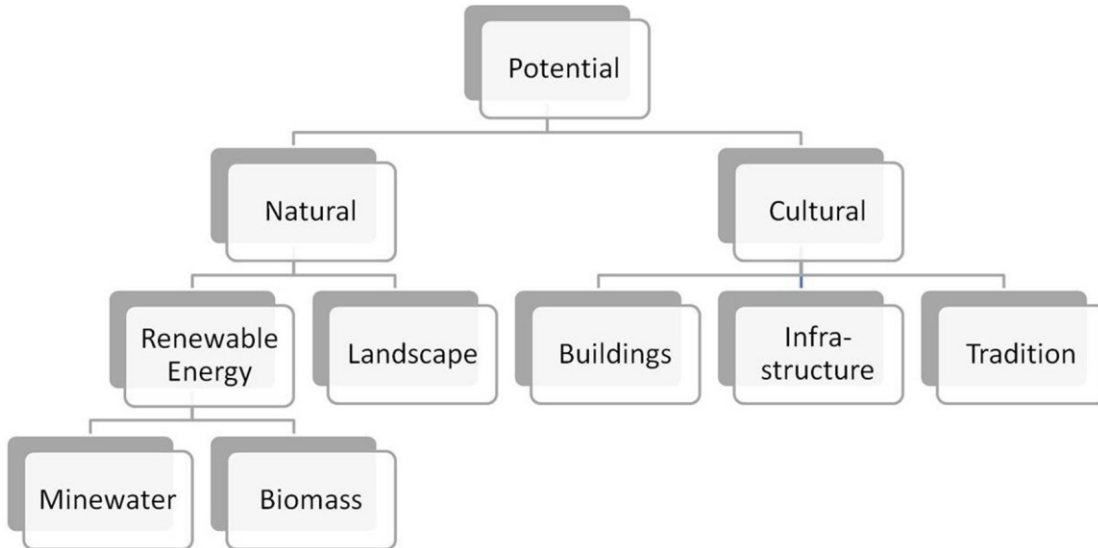 Potential
Natural
Cultural
Renewable
Energy
Landscape
Buildings
Infra-
structure
Tradition
Minewater
Biomass